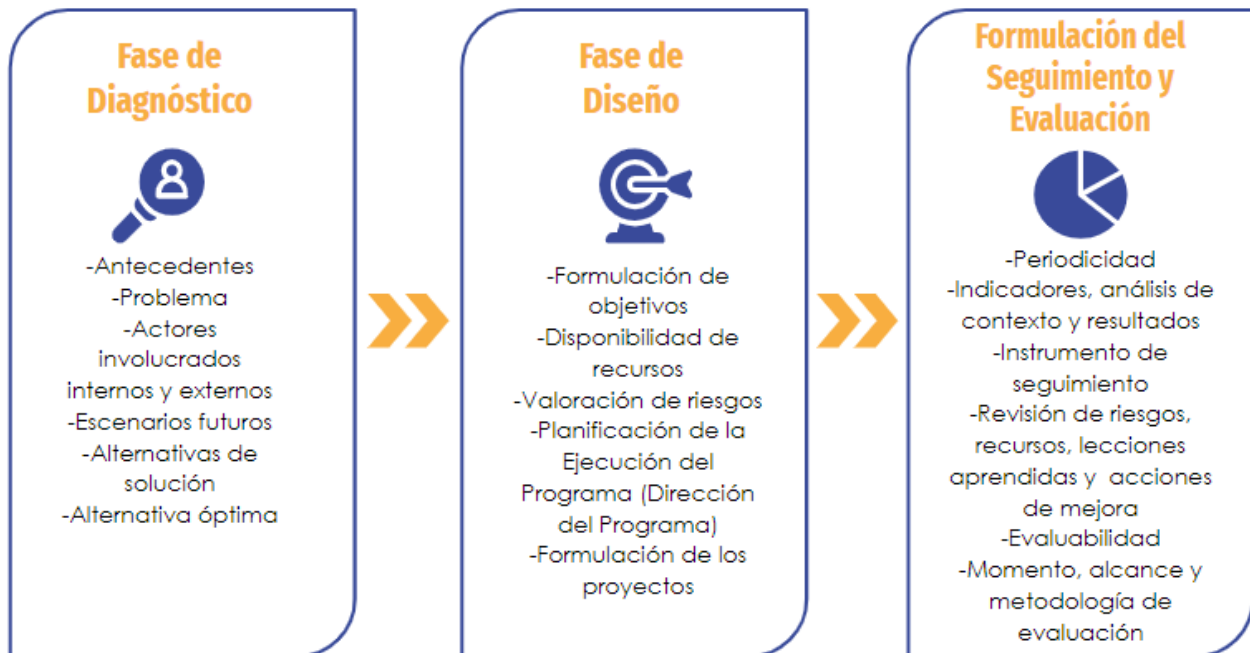 Fase de
Diagnóstico
-Antecedentes
-Problema
-Actores
involucrados
internos y externos
-Escenarios futuros
-Alternativas de
solución
-Alternativa óptima
Fase de
Diseño
-Formulación de
objetivos
-Disponibilidad de
recursos
-Valoración de riesgos
-Planificación de la
Ejecución del
Programa (Dirección
del Programa)
-Formulación de los
proyectos
Formulación del
Seguimiento y
Evaluación
-Periodicidad
-Indicadores, análisis de
contexto y resultados
-Instrumento de
seguimiento
-Revisión de riesgos,
recursos, lecciones
aprendidas y acciones
de mejora
-Evaluabilidad
-Momento, alcance y
metodología de
evaluación